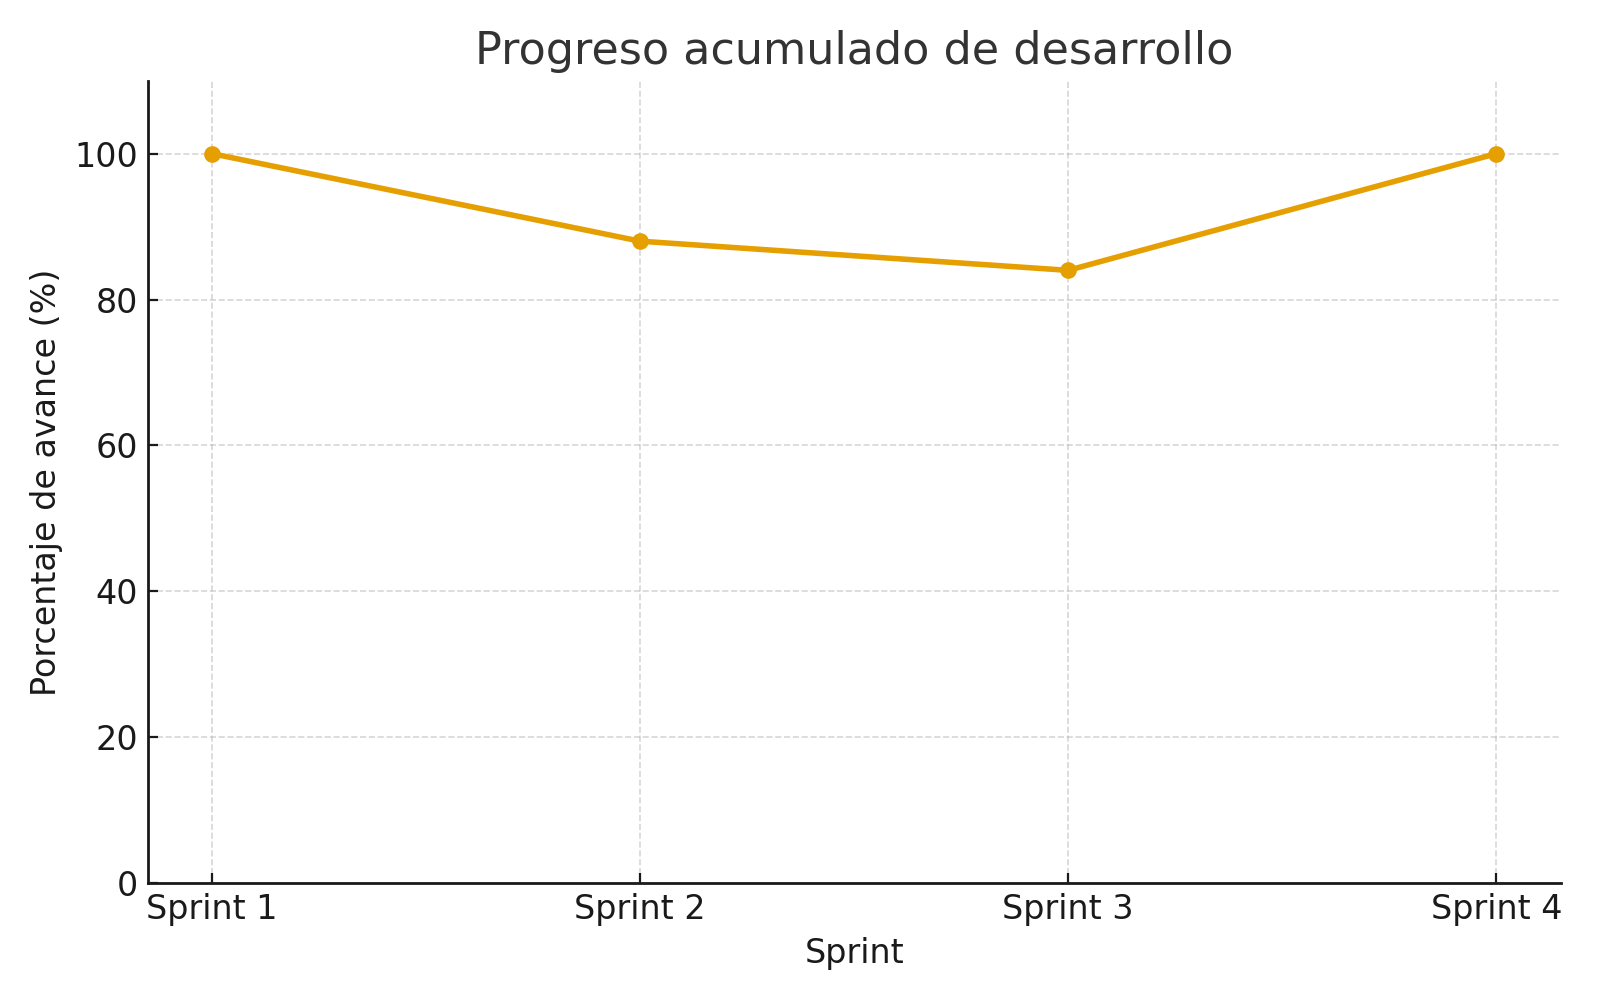 Progreso acumulado de desarrollo
Porcentaje de avance (%)
100
80
60
40
20
0
Sprint 1
Sprint 2
Sprint 3
Sprint 4
Sprint